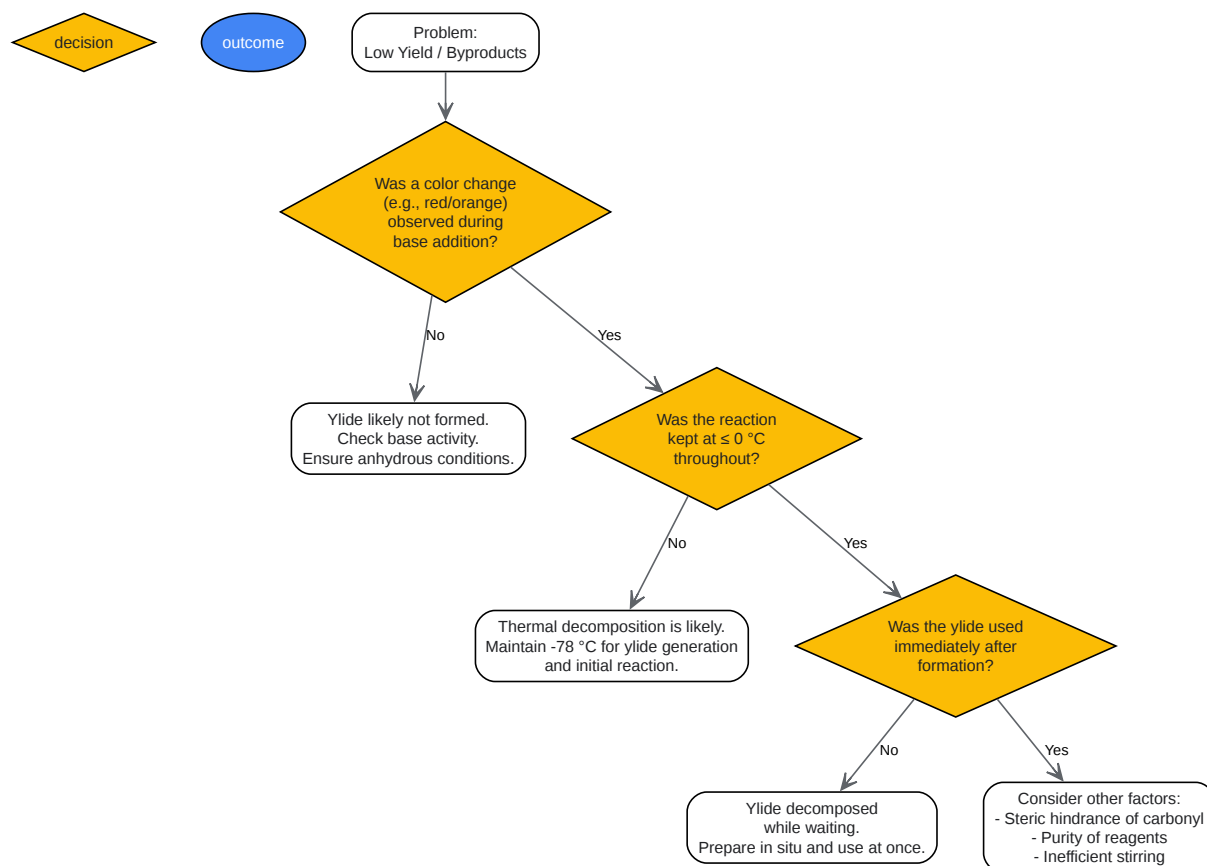 decision
outcome
Problem:
Low Yield / Byproducts
Was a color change
(e.g., red/orange)
observed during
base addition?
No
Yes
Ylide likely not formed.
Check base activity.
Ensure anhydrous conditions.
Was the reaction
kept at ≤ 0 °C
throughout?
No
Yes
Thermal decomposition is likely.
Maintain -78 °C for ylide generation
and initial reaction.
Was the ylide used
immediately after
formation?
No
Yes
Ylide decomposed
while waiting.
Prepare in situ and use at once.
Consider other factors:
- Steric hindrance of carbonyl
- Purity of reagents
- Inefficient stirring